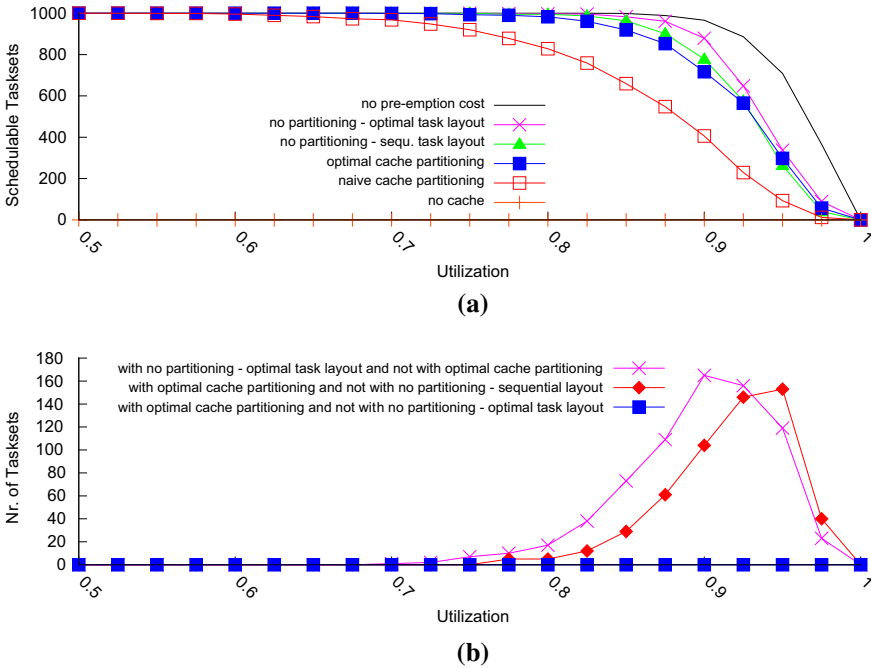 1000
800
600
400
200
0
Schedulable Tasksets
no pre-emption cost
no partitioning - optimal task layout
no partitioning - sequ. task layout
optimal cache partitioning
naive cache partitioning
no cache
0.5
0.6
0.7
0.8
0.9
1
Utilization
(a)
180
160
140
120
100
80
60
40
20
0
Nr. of Tasksets
with no partitioning - optimal task layout and not with optimal cache partitioning
with optimal cache partitioning and not with no partitioning - sequential layout
with optimal cache partitioning and not with no partitioning - optimal task layout
0.5
0.6
0.7
0.8
0.9
1
Utilization
(b)